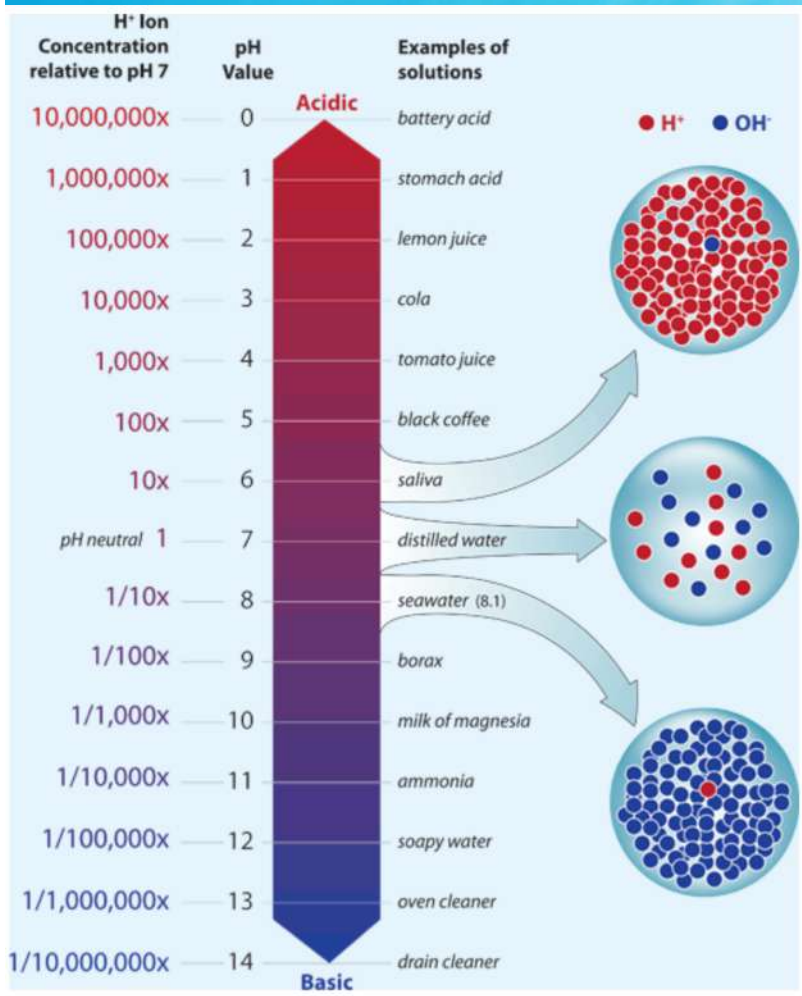 H⁺ Ion
Concentration
relative to pH 7
pH
Value
Examples of
solutions
Acidic
10,000,000x 0 battery acid
H⁺ OH⁻
1,000,000x 1 stomach acid
100,000x 2 lemon juice
10,000x 3 cola
1,000x 4 tomato juice
100x 5 black coffee
10x 6 saliva
pH neutral 1 7 distilled water
1/10x 8 seawater (8.1)
1/100x 9 borax
1/1,000x 10 milk of magnesia
1/10,000x 11 ammonia
1/100,000x 12 soapy water
1/1,000,000x 13 oven cleaner
1/10,000,000x 14 drain cleaner
Basic